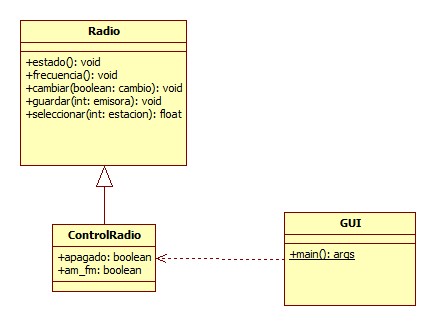 Radio
+estado(): void
+frecuencia(): void
+cambiar(boolean: cambio): void
+guardar(int: emisora): void
+seleccionar(int: estacion): float
ControlRadio
+apagado: boolean
+am_fm: boolean
GUI
+main(): args